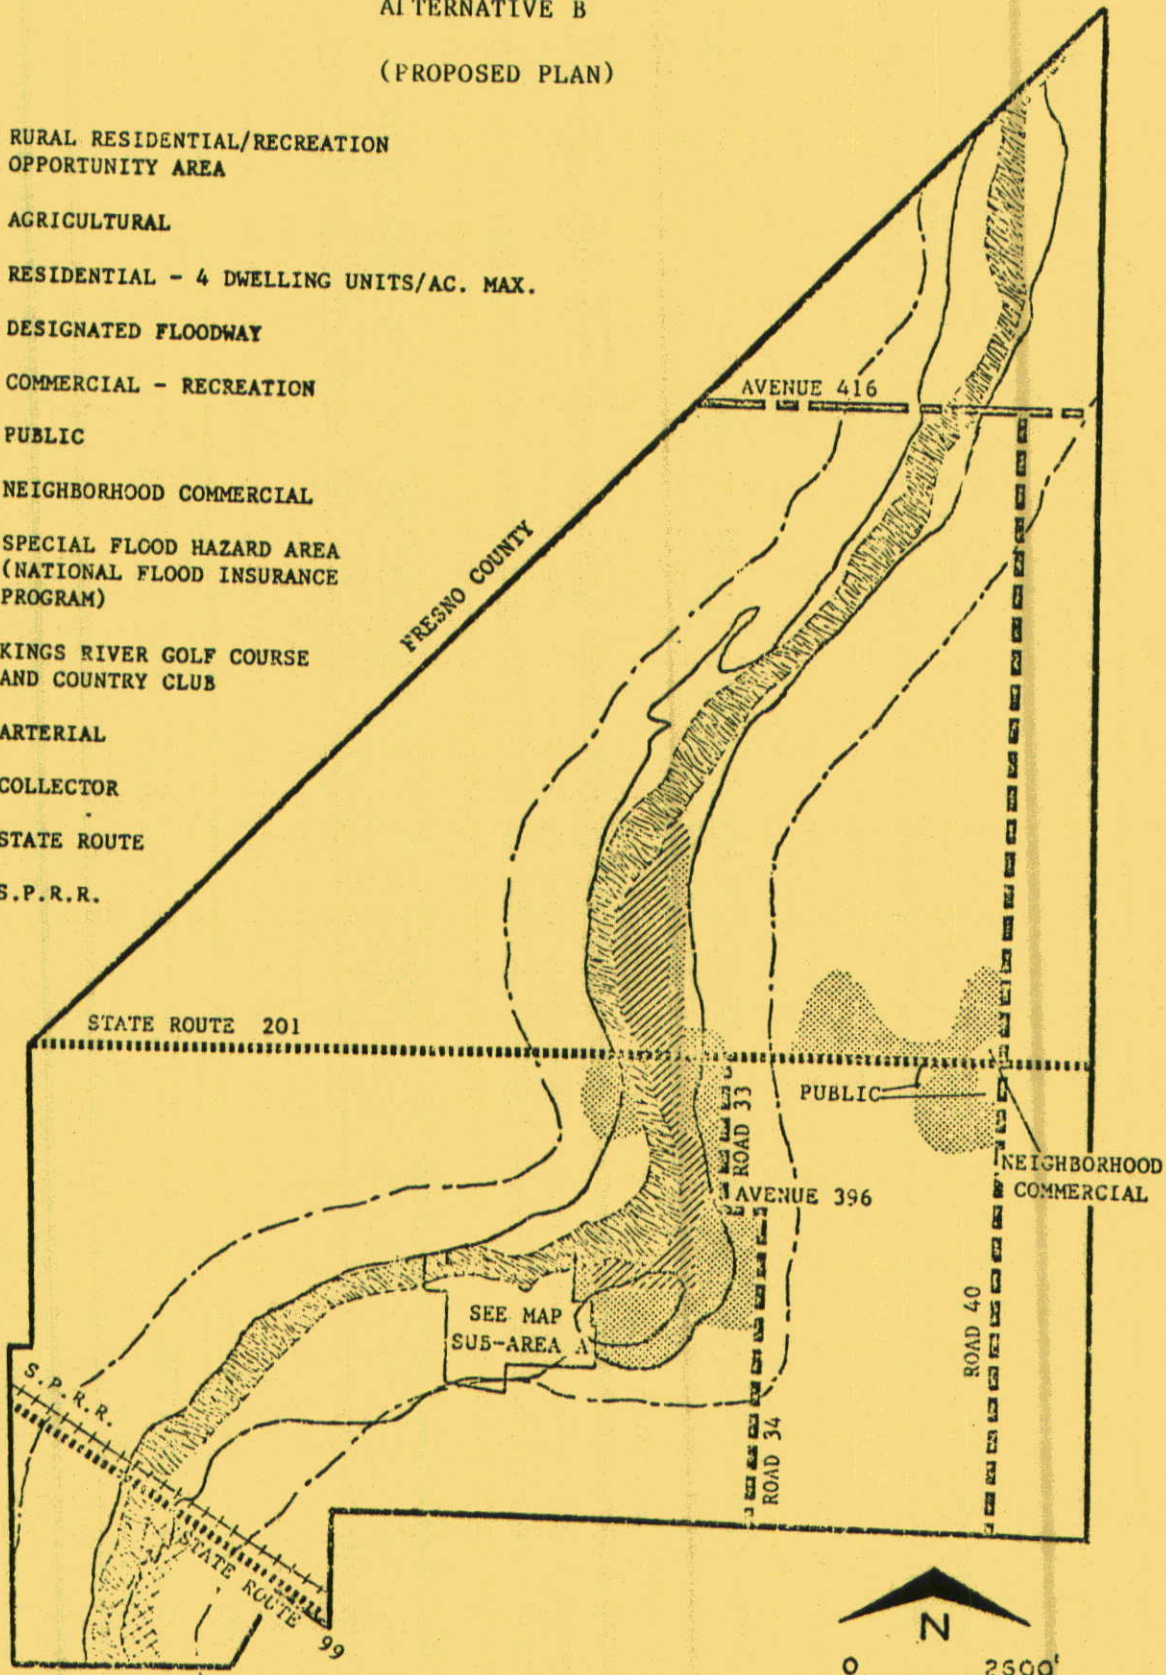 ALTERNATIVE B
(PROPOSED PLAN)
RURAL RESIDENTIAL/RECREATION
OPPORTUNITY AREA
AGRICULTURAL
RESIDENTIAL - 4 DWELLING UNITS/AC. MAX.
DESIGNATED FLOODWAY
COMMERCIAL - RECREATION
PUBLIC
NEIGHBORHOOD COMMERCIAL
SPECIAL FLOOD HAZARD AREA
(NATIONAL FLOOD INSURANCE
PROGRAM)
KINGS RIVER GOLF COURSE
AND COUNTRY CLUB
ARTERIAL
COLLECTOR
STATE ROUTE
S.P.R.R.
AVENUE 416
FRESNO COUNTY
STATE ROUTE 201
ROAD 33
PUBLIC
NEIGHBORHOOD
COMMERCIAL
AVENUE 396
SEE MAP
SUB-AREA A
ROAD 40
ROAD 34
S.P.R.R.
STATE ROUTE 99
N
0 2500'